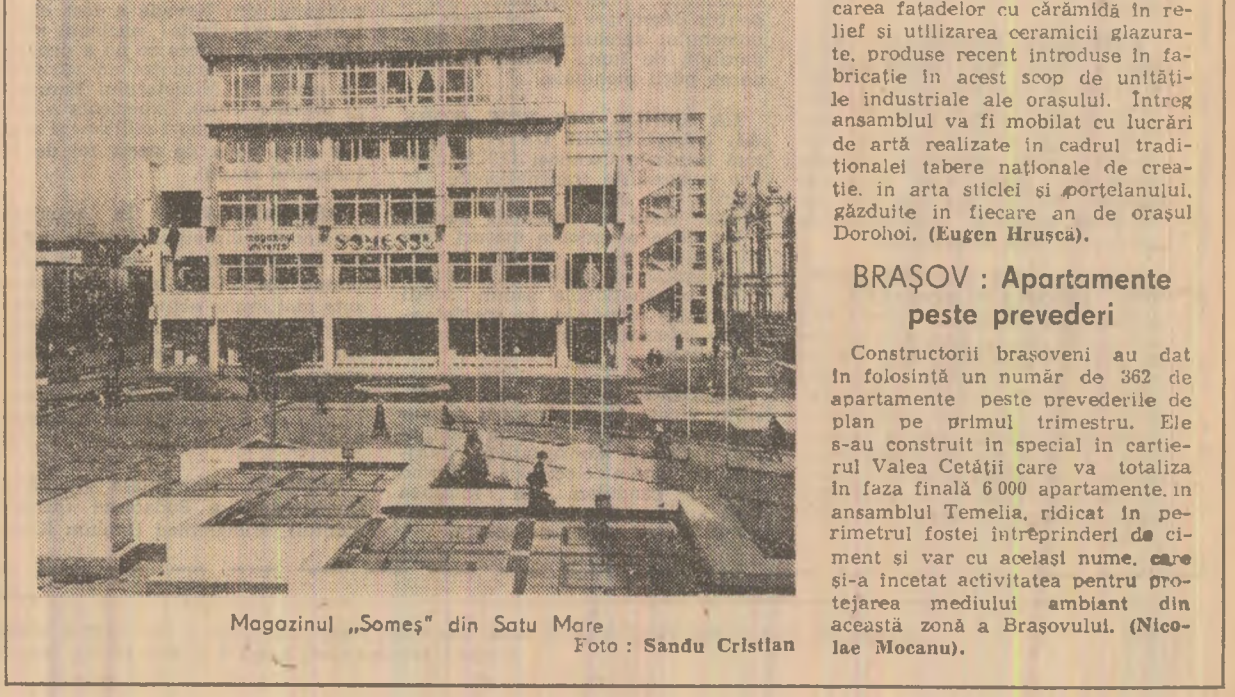 magazinul
universal
SOMEȘUL
Magazinul „Someș" din Satu Mare
Foto : Sandu Cristian
carea fațadelor cu cărămidă în re-
lief și utilizarea ceramicii glazura-
te, produse recent introduse în fa-
bricație în acest scop de unități-
le industriale ale orașului. Întreg
ansamblul va fi mobilat cu lucrări
de artă realizate în cadrul tradi-
ționalei tabere naționale de crea-
ție. in arta sticlei și porțelanului,
găzduite in fiecare an de orașul
Dorohoi. (Eugen Hrușcă).
BRAȘOV : Apartamente
peste prevederi
Constructorii brașoveni au dat
în folosință un număr de 362 de
apartamente peste prevederile de
plan pe primul trimestru. Ele
s-au construit în special în cartie-
rul Valea Cetății care va totaliza
în faza finală 6 000 apartamente, în
ansamblul Temelia, ridicat în pe-
rimetrul fostei întreprinderi de ci-
ment și var cu același nume, care
și-a încetat activitatea pentru pro-
tejarea mediului ambiant din
această zonă a Brașovului. (Nico-
lae Mocanu).